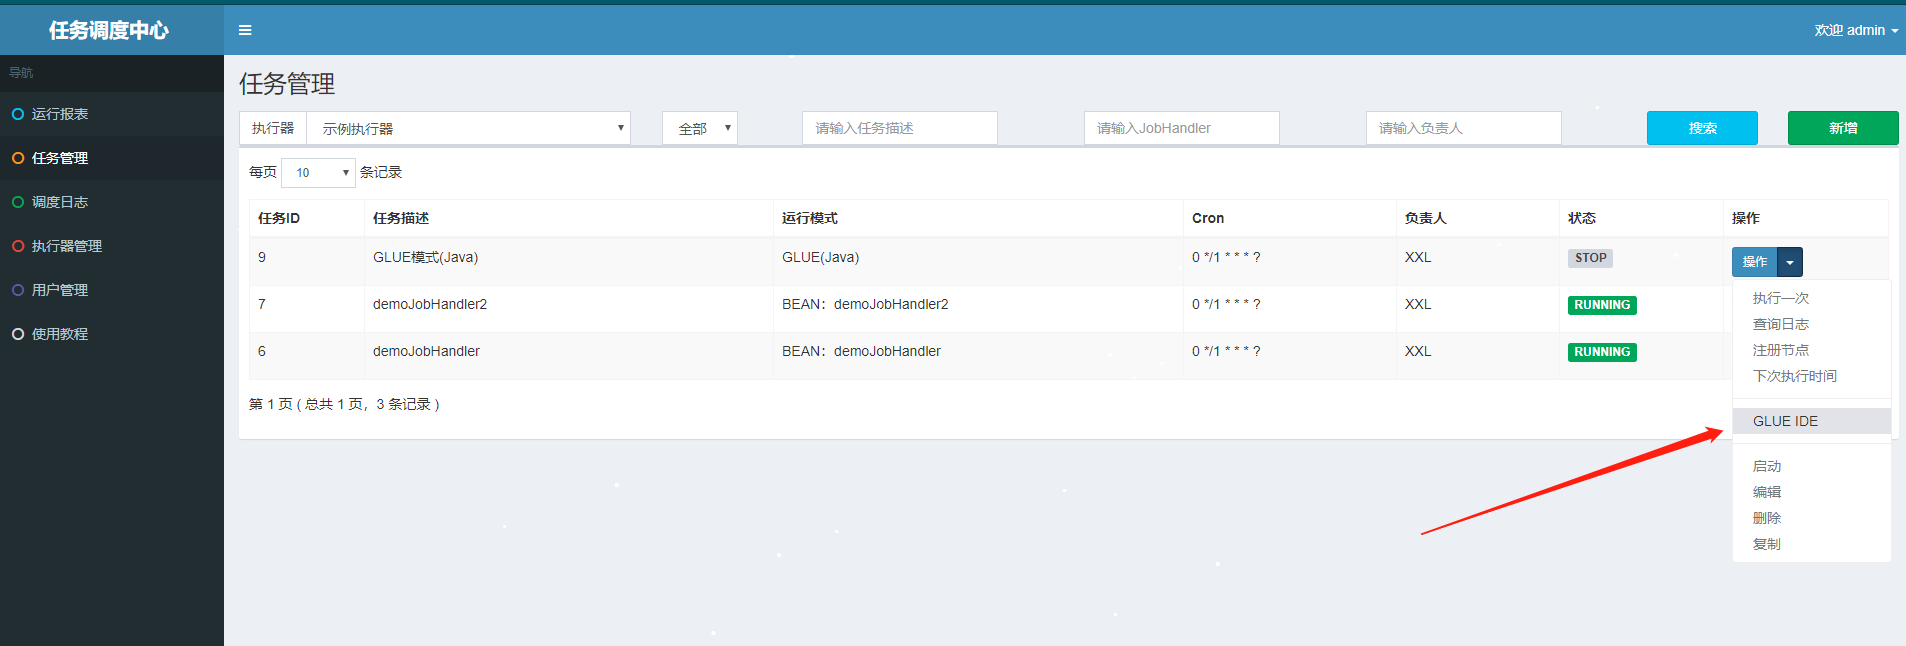 任务调度中心
欢迎 admin
导航
运行报表
任务管理
调度日志
执行器管理
用户管理
使用教程
任务管理
执行器 示例执行器 全部 请输入任务描述 请输入JobHandler 请输入负责人 搜索 新增
每页 10 条记录
任务ID 任务描述 运行模式 Cron 负责人 状态 操作
9 GLUE模式(Java) GLUE(Java) 0 */1 * * * ? XXL STOP 操作
7 demoJobHandler2 BEAN：demoJobHandler2 0 */1 * * * ? XXL RUNNING
6 demoJobHandler BEAN：demoJobHandler 0 */1 * * * ? XXL RUNNING
第 1 页 ( 总共 1 页，3 条记录 )
执行一次
查询日志
注册节点
下次执行时间
GLUE IDE
启动
编辑
删除
复制